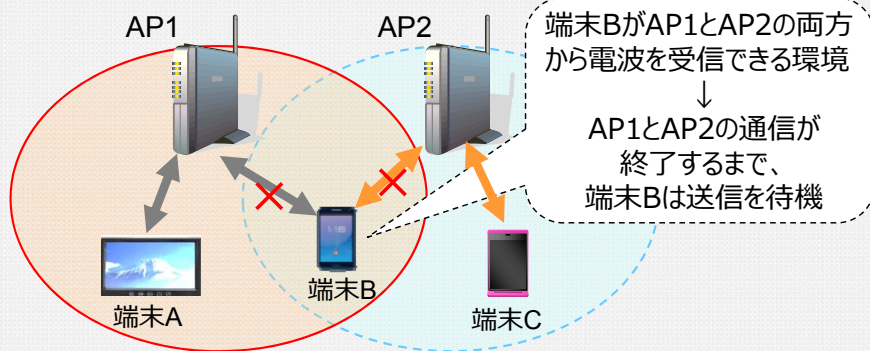 AP1
AP2
端末BがAP1とAP2の両方
から電波を受信できる環境
↓
AP1とAP2の通信が
終了するまで、
端末Bは送信を待機
端末A
端末B
端末C